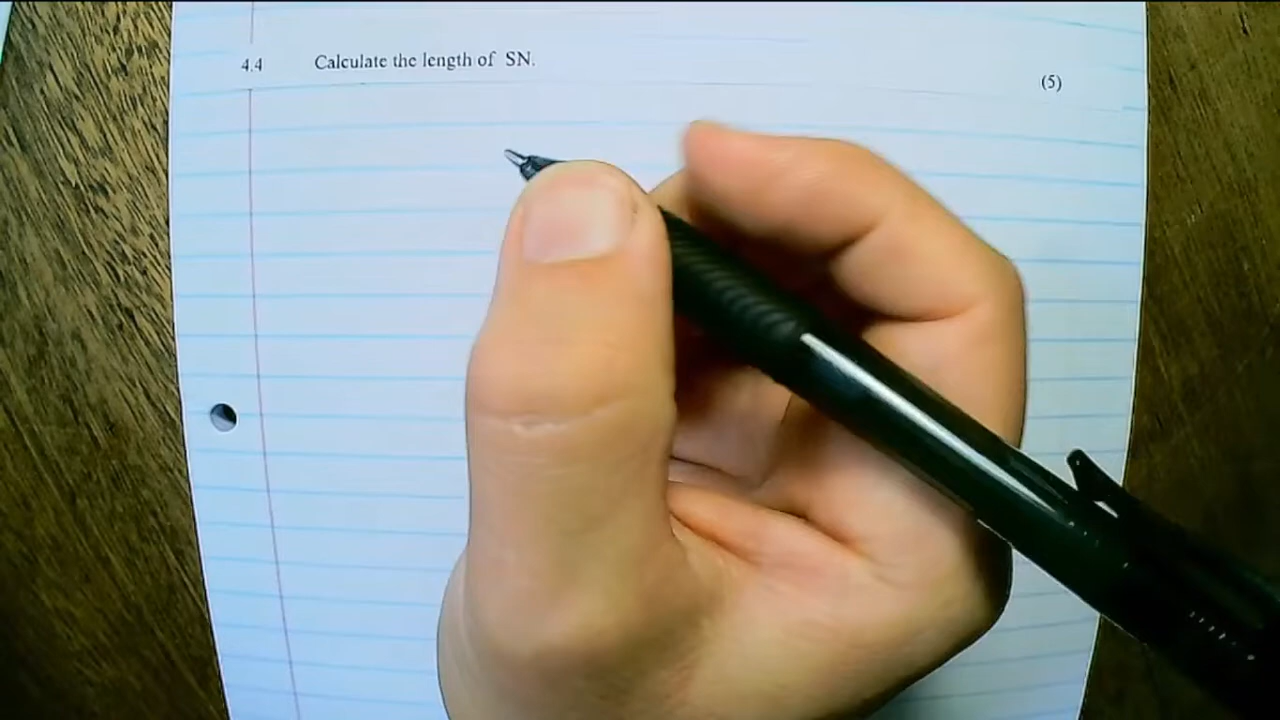 4.4 Calculate the length of SN.
(5)